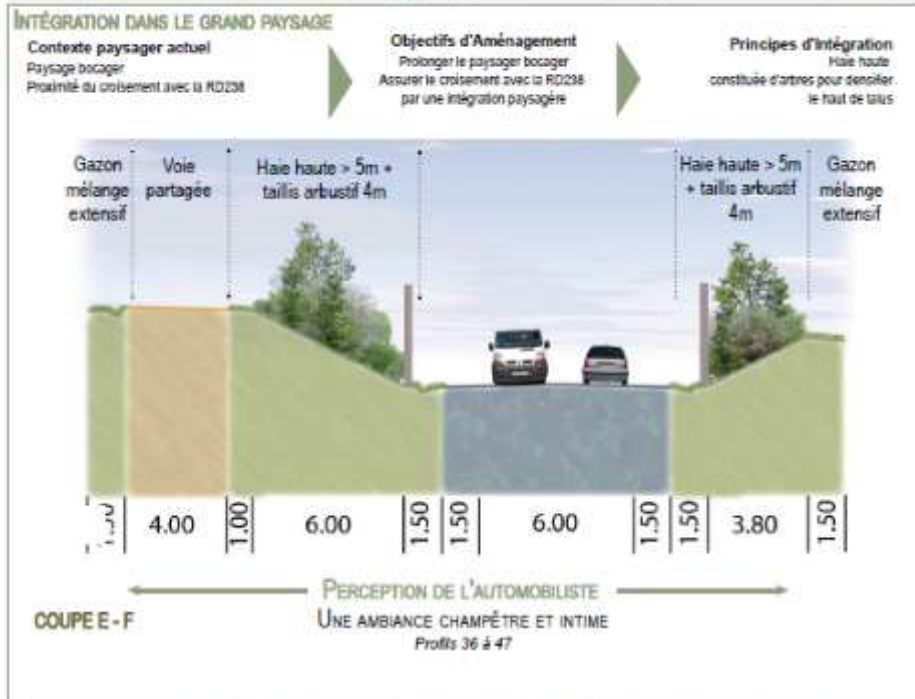 INTÉGRATION DANS LE GRAND PAYSAGE
Contexte paysager actuel
Paysage bocager
Proximité du croisement avec la RD238
Objectifs d'Aménagement
Prolonger le paysager bocager
Assurer le croisement avec la RD238
par une intégration paysagère
Principes d'Intégration
Haie haute
constituée d'arbres pour densifier
le haut de talus
Gazon
mélange
extensif
Voie
partagée
Haie haute > 5m +
taillis arbustif 4m
Haie haute > 5m
+ taillis arbustif
4m
Gazon
mélange
extensif
1.50
4.00
1.00
6.00
1.50
1.50
6.00
1.50
1.50
3.80
1.50
PERCEPTION DE L'AUTOMOBILISTE
COUPE E - F
UNE AMBIANCE CHAMPÊTRE ET INTIME
Profils 36 à 47